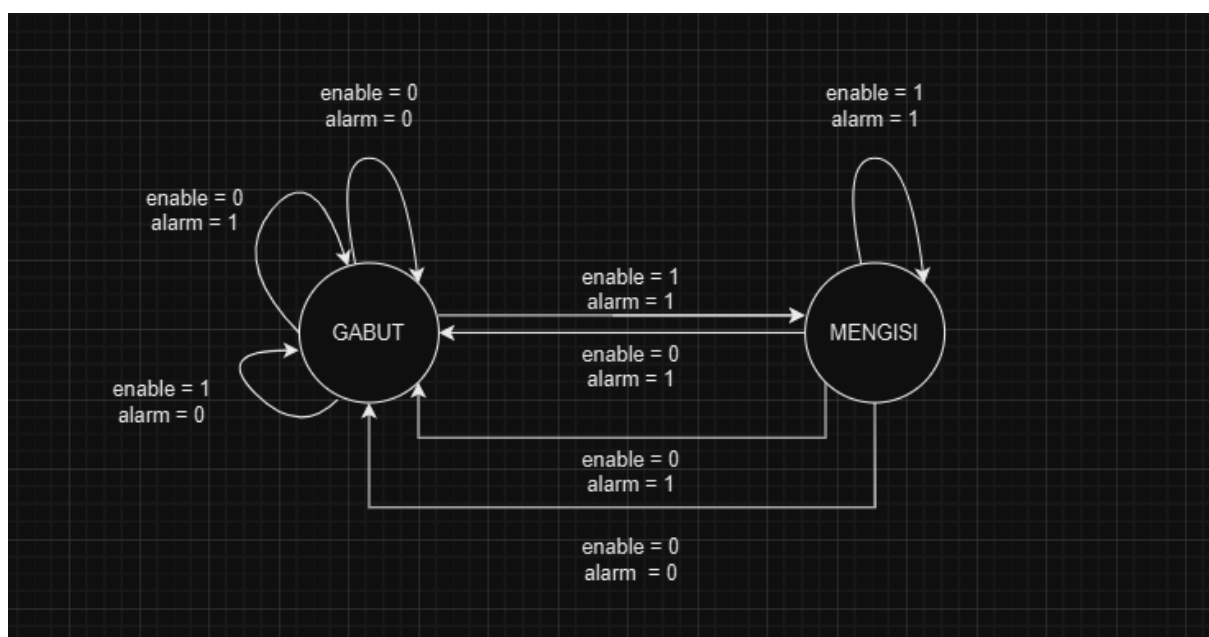 enable = 0
alarm = 0
enable = 1
alarm = 1
enable = 0
alarm = 1
enable = 1
alarm = 1
GABUT
MENGISI
enable = 0
alarm = 1
enable = 1
alarm = 0
enable = 0
alarm = 1
enable = 0
alarm = 0